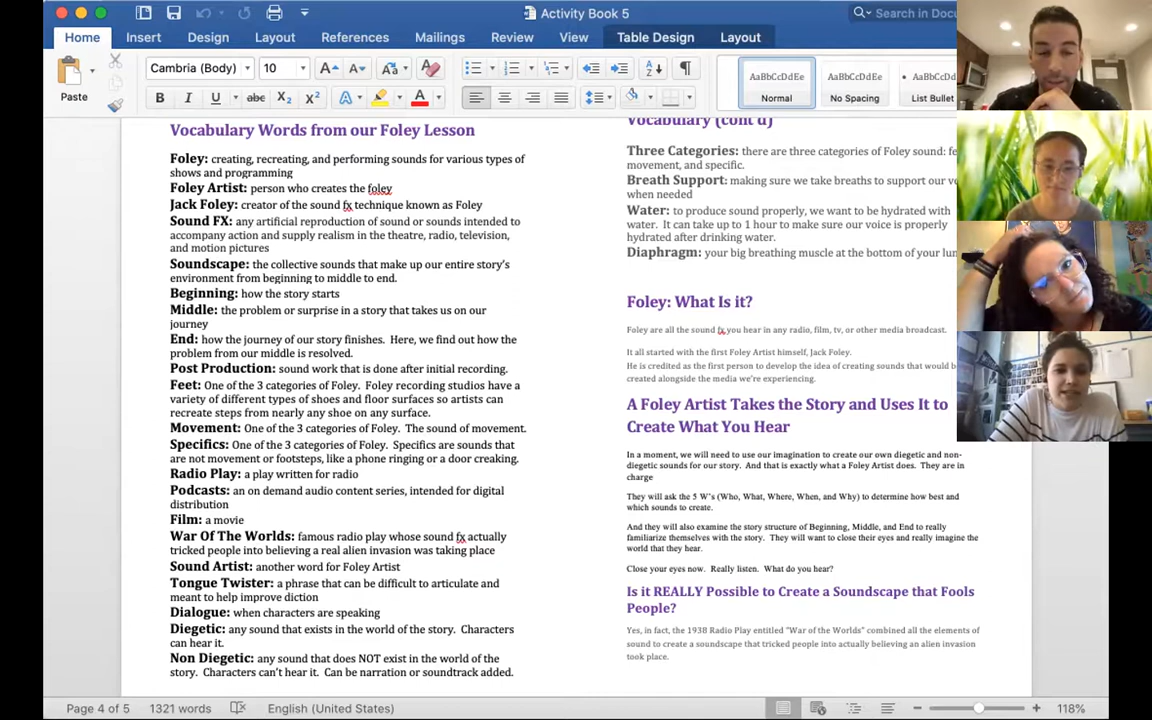 Activity Book 5
Search in Docu
Home Insert Design Layout References Mailings Review View Table Design Layout
Paste
Cambria (Body) 10
AaBbCcDdEe AaBbCcDdEe AaBbCcDd
Normal No Spacing List Bullet
Vocabulary Words from our Foley Lesson
Foley: creating, recreating, and performing sounds for various types of
shows and programming
Foley Artist: person who creates the foley
Jack Foley: creator of the sound fx technique known as Foley
Sound FX: any artificial reproduction of sound or sounds intended to
accompany action and supply realism in the theatre, radio, television,
and motion pictures
Soundscape: the collective sounds that make up our entire story's
environment from beginning to middle to end.
Beginning: how the story starts
Middle: the problem or surprise in a story that takes us on our
journey
End: how the journey of our story finishes. Here, we find out how the
problem from our middle is resolved.
Post Production: sound work that is done after initial recording.
Feet: One of the 3 categories of Foley. Foley recording studios have a
variety of different types of shoes and floor surfaces so artists can
recreate steps from nearly any shoe on any surface.
Movement: One of the 3 categories of Foley. The sound of movement.
Specifics: One of the 3 categories of Foley. Specifics are sounds that
are not movement or footsteps, like a phone ringing or a door creaking.
Radio Play: a play written for radio
Podcasts: an on demand audio content series, intended for digital
distribution
Film: a movie
War Of The Worlds: famous radio play whose sound fx actually
tricked people into believing a real alien invasion was taking place
Sound Artist: another word for Foley Artist
Tongue Twister: a phrase that can be difficult to articulate and
meant to help improve diction
Dialogue: when characters are speaking
Diegetic: any sound that exists in the world of the story. Characters
can hear it.
Non Diegetic: any sound that does NOT exist in the world of the
story. Characters can't hear it. Can be narration or soundtrack added.
Vocabulary (cont'd)
Three Categories: there are three categories of Foley sound: fe
movement, and specific.
Breath Support: making sure we take breaths to support our vo
when needed
Water: to produce sound properly, we want to be hydrated with
water. It can take up to 1 hour to make sure our voice is properly
hydrated after drinking water.
Diaphragm: your big breathing muscle at the bottom of your lun
Foley: What Is it?
Foley are all the sound fx you hear in any radio, film, tv, or other media broadcast.
It all started with the first Foley Artist himself, Jack Foley.
He is credited as the first person to develop the idea of creating sounds that would b
created alongside the media we're experiencing.
A Foley Artist Takes the Story and Uses It to
Create What You Hear
In a moment, we will need to use our imagination to create our own diegetic and non-
diegetic sounds for our story. And that is exactly what a Foley Artist does. They are in
charge
They will ask the 5 W's (Who, What, Where, When, and Why) to determine how best and
which sounds to create.
And they will also examine the story structure of Beginning, Middle, and End to really
familiarize themselves with the story. They will want to close their eyes and really imagine the
world that they hear.
Close your eyes now. Really listen. What do you hear?
Is it REALLY Possible to Create a Soundscape that Fools
People?
Yes, in fact, the 1938 Radio Play entitled "War of the Worlds" combined all the elements of
sound to create a soundscape that tricked people into actually believing an alien invasion
took place.
Page 4 of 5 1321 words English (United States) 118%